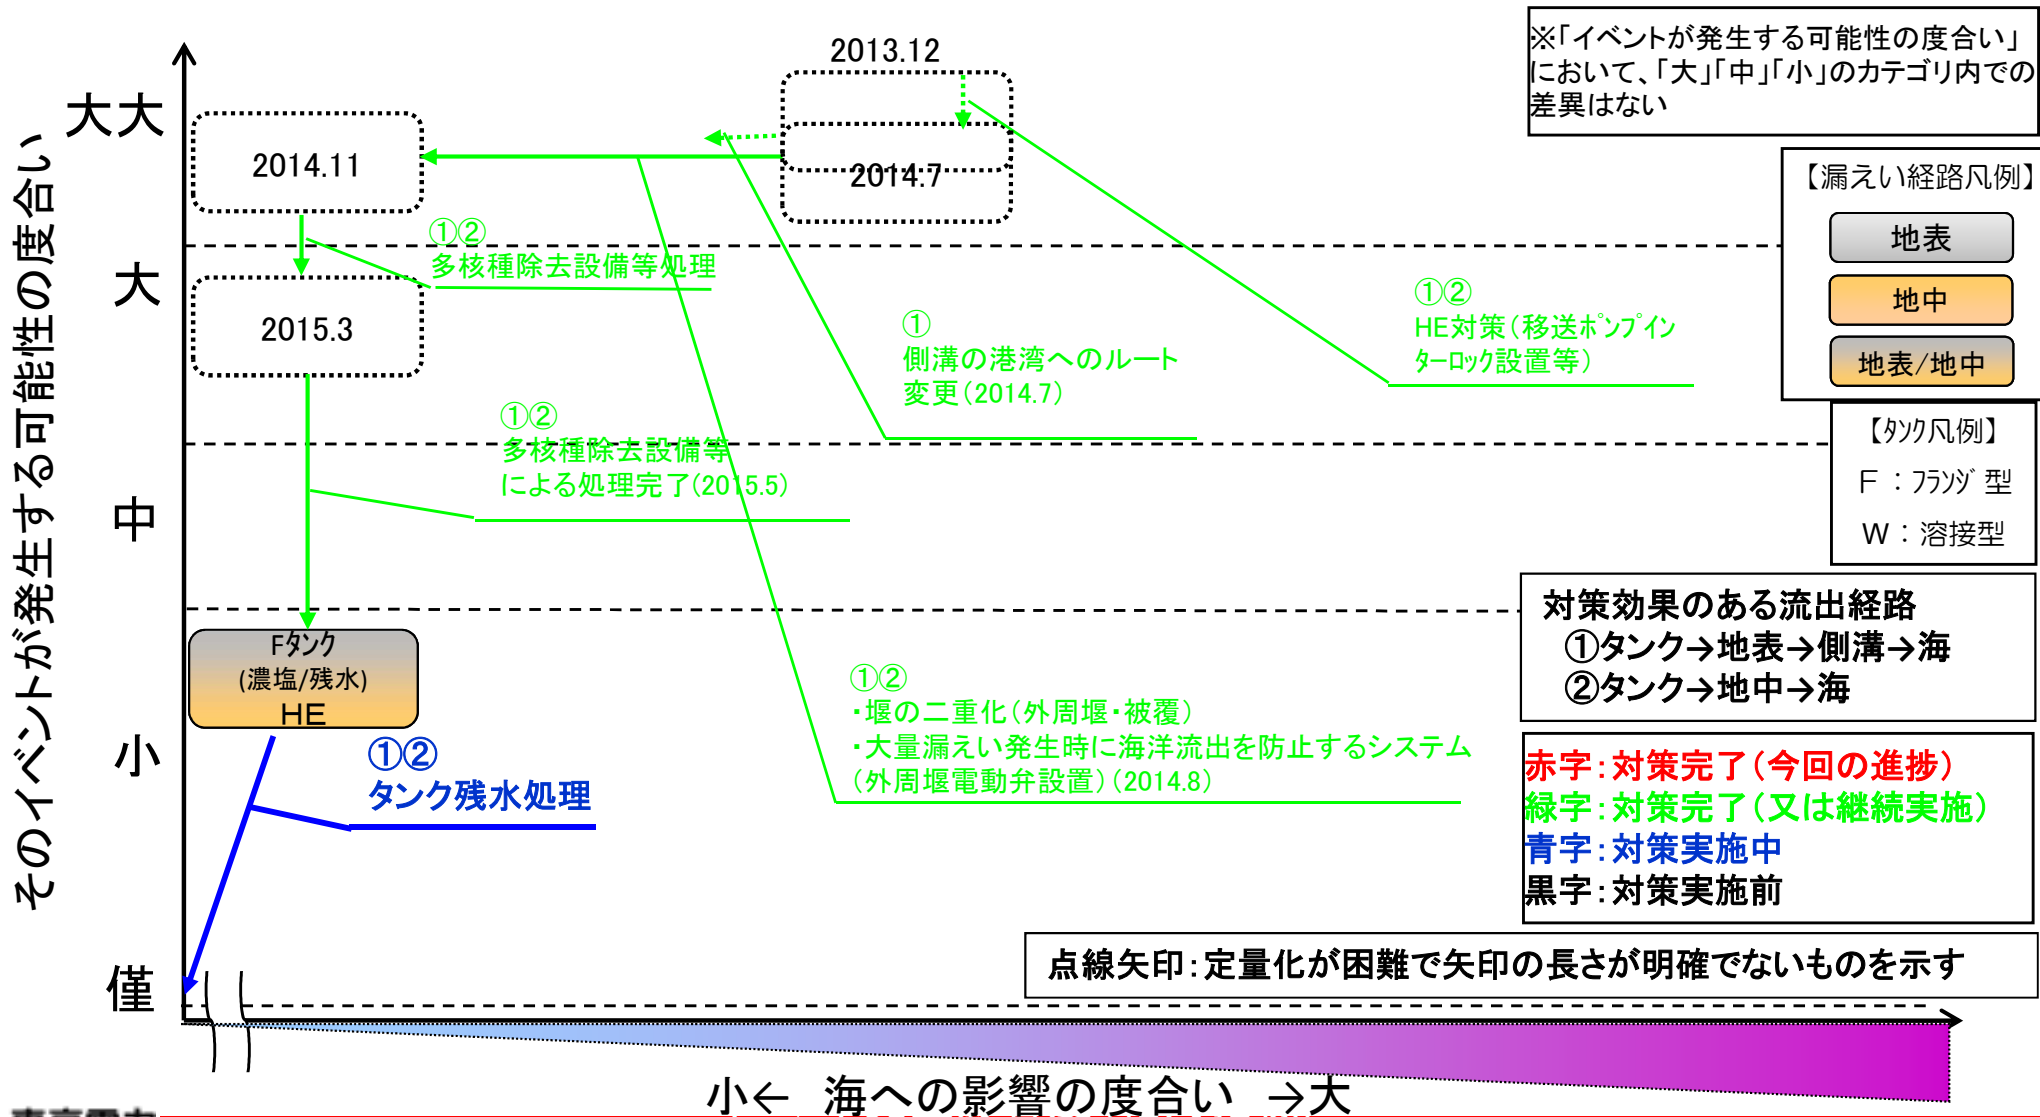 ※「イベントが発生する可能性の度合い」
において、「大」「中」「小」のカテゴリ内での
差異はない
そのイベントが発生する可能性の度合い
大大
大
中
小
僅
2013.12
2014.7
2014.11
2015.3
①②
多核種除去設備等処理
①
側溝の港湾へのルート
変更(2014.7)
①②
HE対策(移送ポンプイン
ターロック設置等)
①②
多核種除去設備等
による処理完了(2015.5)
Fタンク
(濃塩/残水)
HE
①②
タンク残水処理
①②
・堰の二重化(外周堰・被覆)
・大量漏えい発生時に海洋流出を防止するシステム
(外周堰電動弁設置)(2014.8)
【漏えい経路凡例】
地表
地中
地表/地中
【タンク凡例】
F:フランジ型
W:溶接型
対策効果のある流出経路
①タンク→地表→側溝→海
②タンク→地中→海
赤字:対策完了(今回の進捗)
緑字:対策完了(又は継続実施)
青字:対策実施中
黒字:対策実施前
点線矢印:定量化が困難で矢印の長さが明確でないものを示す
小← 海への影響の度合い →大